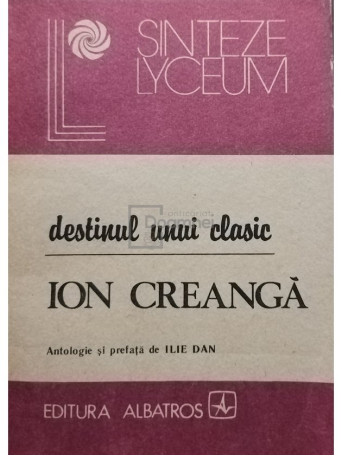 SINTEZE
LYCEUM
destinul unui clasic
ION CREANGĂ
Antologie și prefață de ILIE DAN
EDITURA ALBATROS